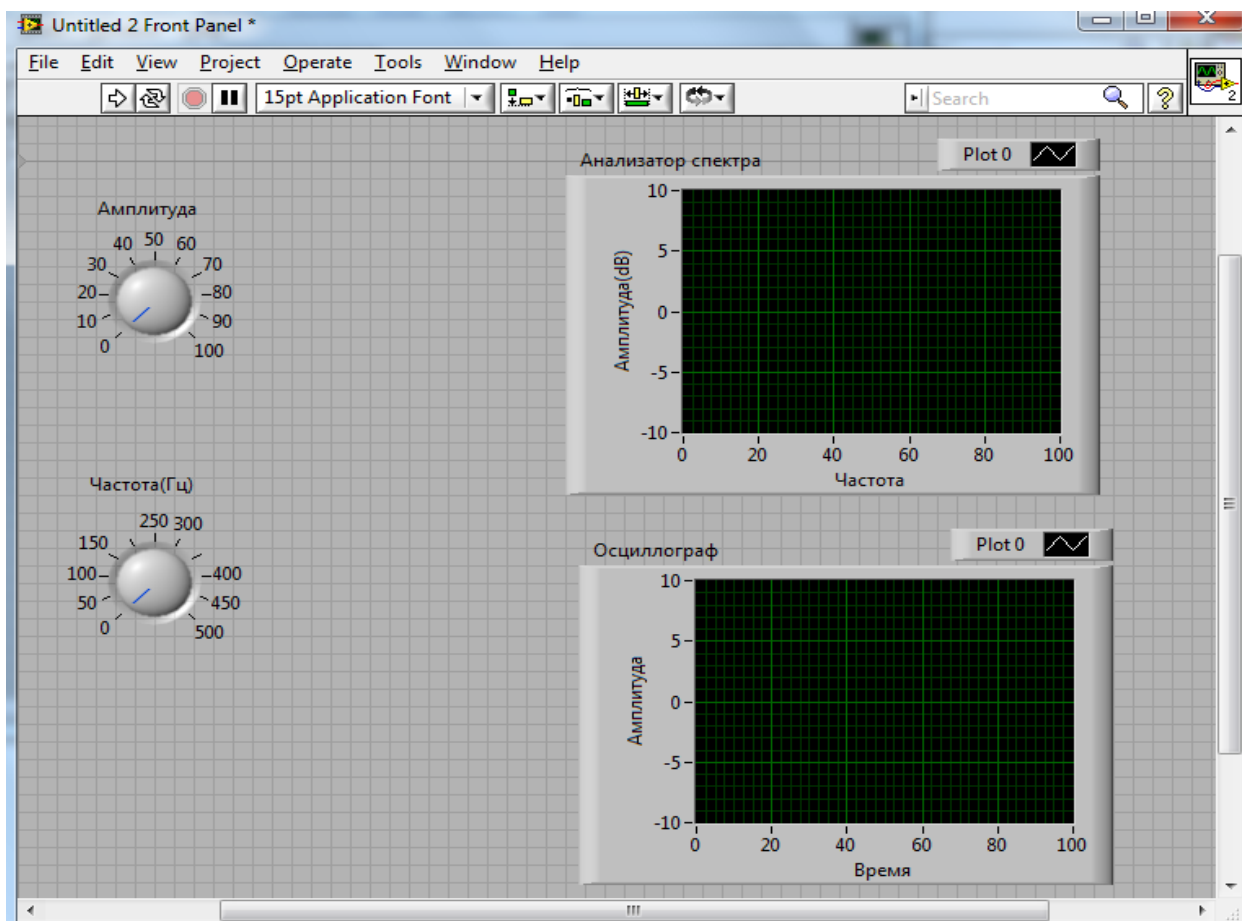 Untitled 2 Front Panel *
File Edit View Project Operate Tools Window Help
15pt Application Font
Search
2
Анализатор спектра
Plot 0
Амплитуда
0 10 20 30 40 50 60 70 80 90 100
Амплитуда(dB)
10
5
0
-5
-10
0 20 40 60 80 100
Частота
Частота(Гц)
0 50 100 150 250 300 400 450 500
Осциллограф
Plot 0
Амплитуда
10
5
0
-5
-10
0 20 40 60 80 100
Время